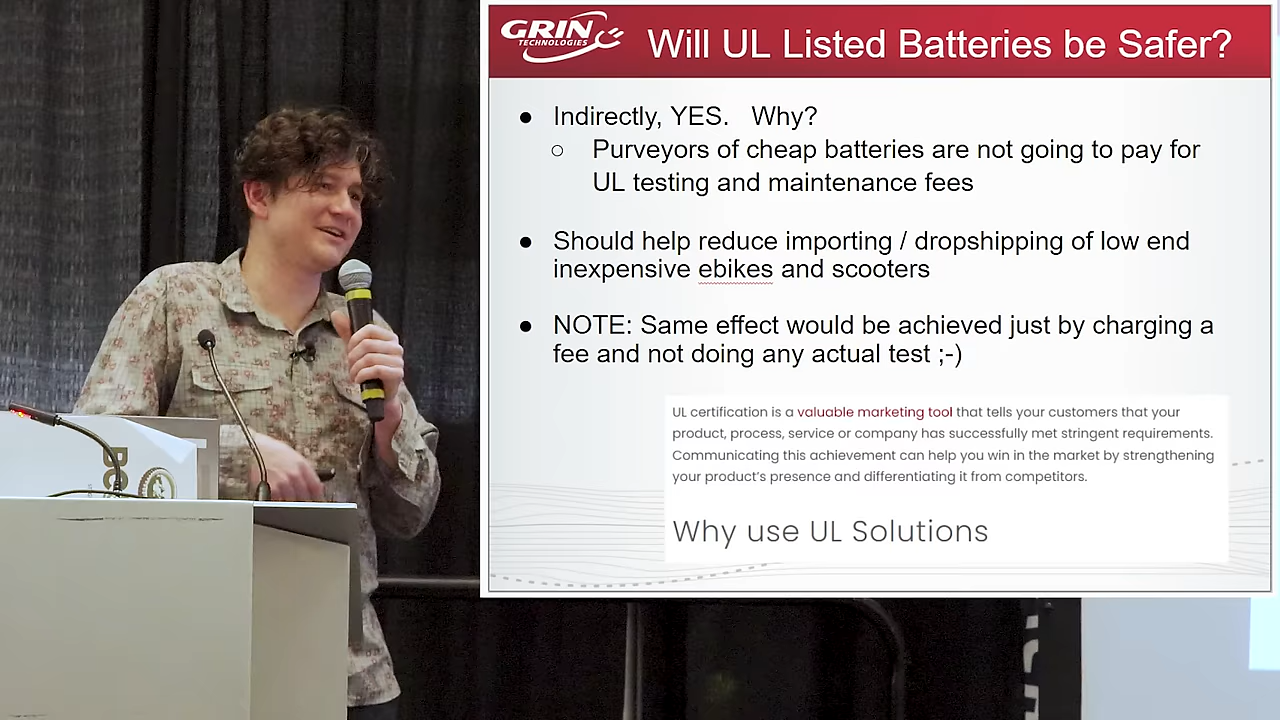 GRIN
TECHNOLOGIES
Will UL Listed Batteries be Safer?
● Indirectly, YES. Why?
○ Purveyors of cheap batteries are not going to pay for
UL testing and maintenance fees
● Should help reduce importing / dropshipping of low end
inexpensive ebikes and scooters
● NOTE: Same effect would be achieved just by charging a
fee and not doing any actual test ;-)
UL certification is a valuable marketing tool that tells your customers that your
product, process, service or company has successfully met stringent requirements.
Communicating this achievement can help you win in the market by strengthening
your product's presence and differentiating it from competitors.
Why use UL Solutions